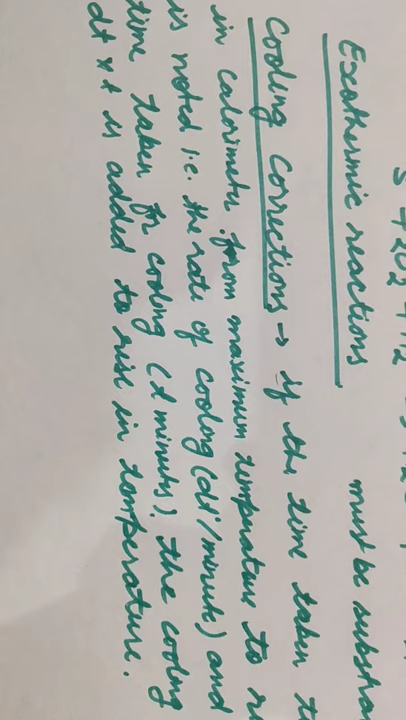 must be substra
Exothermic reactions
Cooling corrections → if the time taken
in calorimeter from maximum temperature to
is noted i.e. the rate of cooling (dt/minute) and
time taken for cooling (t minutes). the cooling
dt × t is added to rise in temperature.